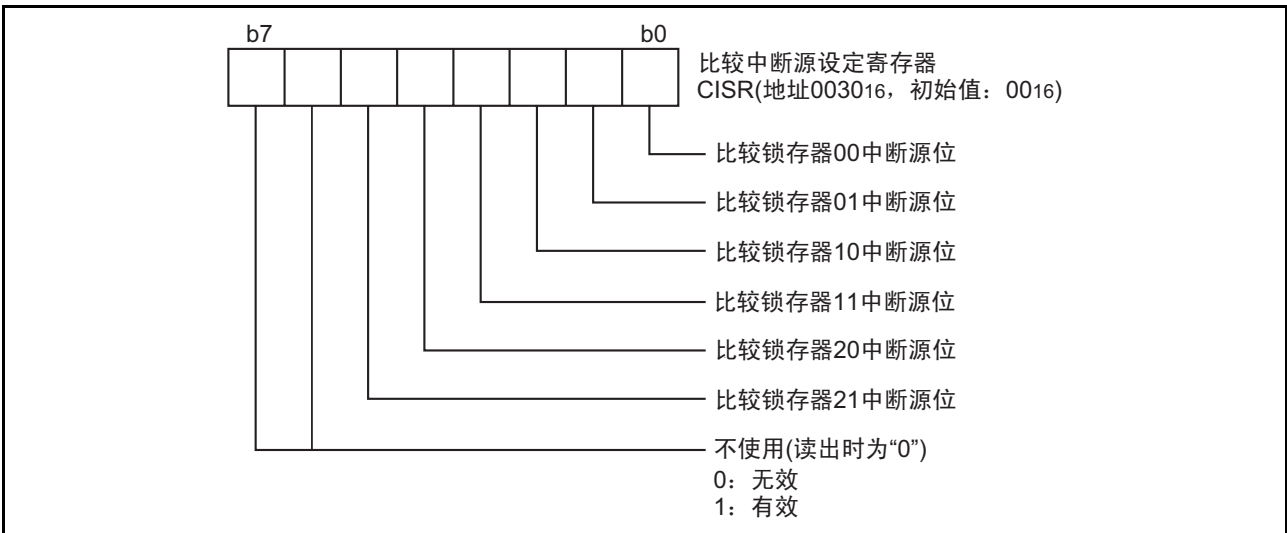 b7 b0
比较中断源设定寄存器
CISR(地址003016，初始值：0016)
比较锁存器00中断源位
比较锁存器01中断源位
比较锁存器10中断源位
比较锁存器11中断源位
比较锁存器20中断源位
比较锁存器21中断源位
不使用(读出时为“0”)
0：无效
1：有效